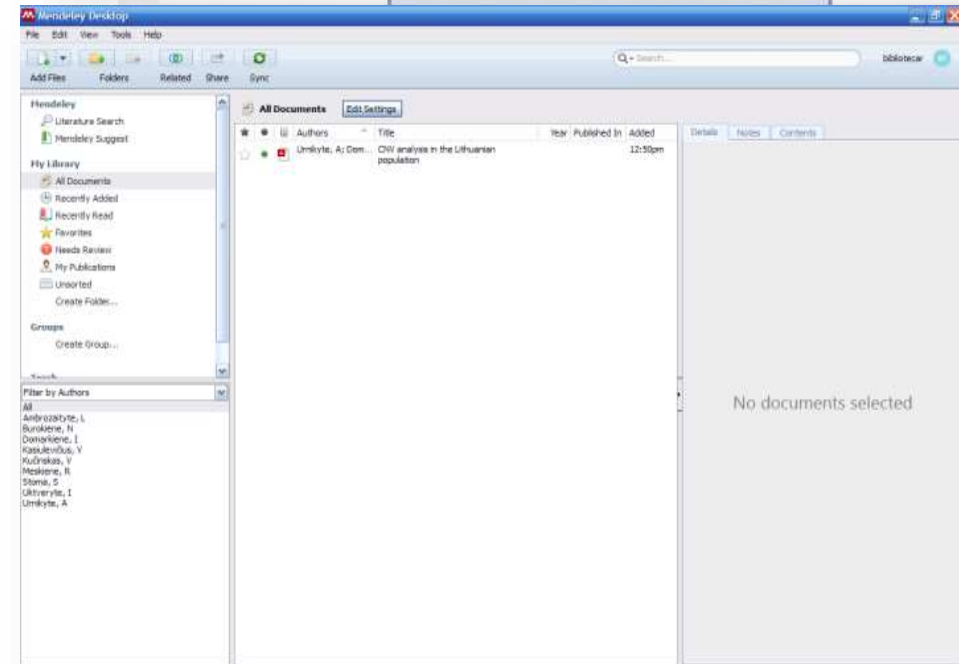 Mendeley Desktop
File Edit View Tools Help
Search...
bibliotecar
Add Files Folders Related Share Sync
Mendeley
Literature Search
Mendeley Suggest
My Library
All Documents
Recently Added
Recently Read
Favorites
Needs Review
My Publications
Unsorted
Create Folder...
Groups
Create Group...
Filter by Authors
All
Ambrozaityte, L
Burokiene, N
Domarkiene, I
Kasiulevičius, V
Kučinskas, V
Meskiene, R
Stoma, S
Uktveryte, I
Urnikyte, A
All Documents Edit Settings
Authors Title Year Published In Added
Urnikyte, A; Dom... CNV analysis in the Lithuanian 12:50pm
population
Details Notes Contents
No documents selected